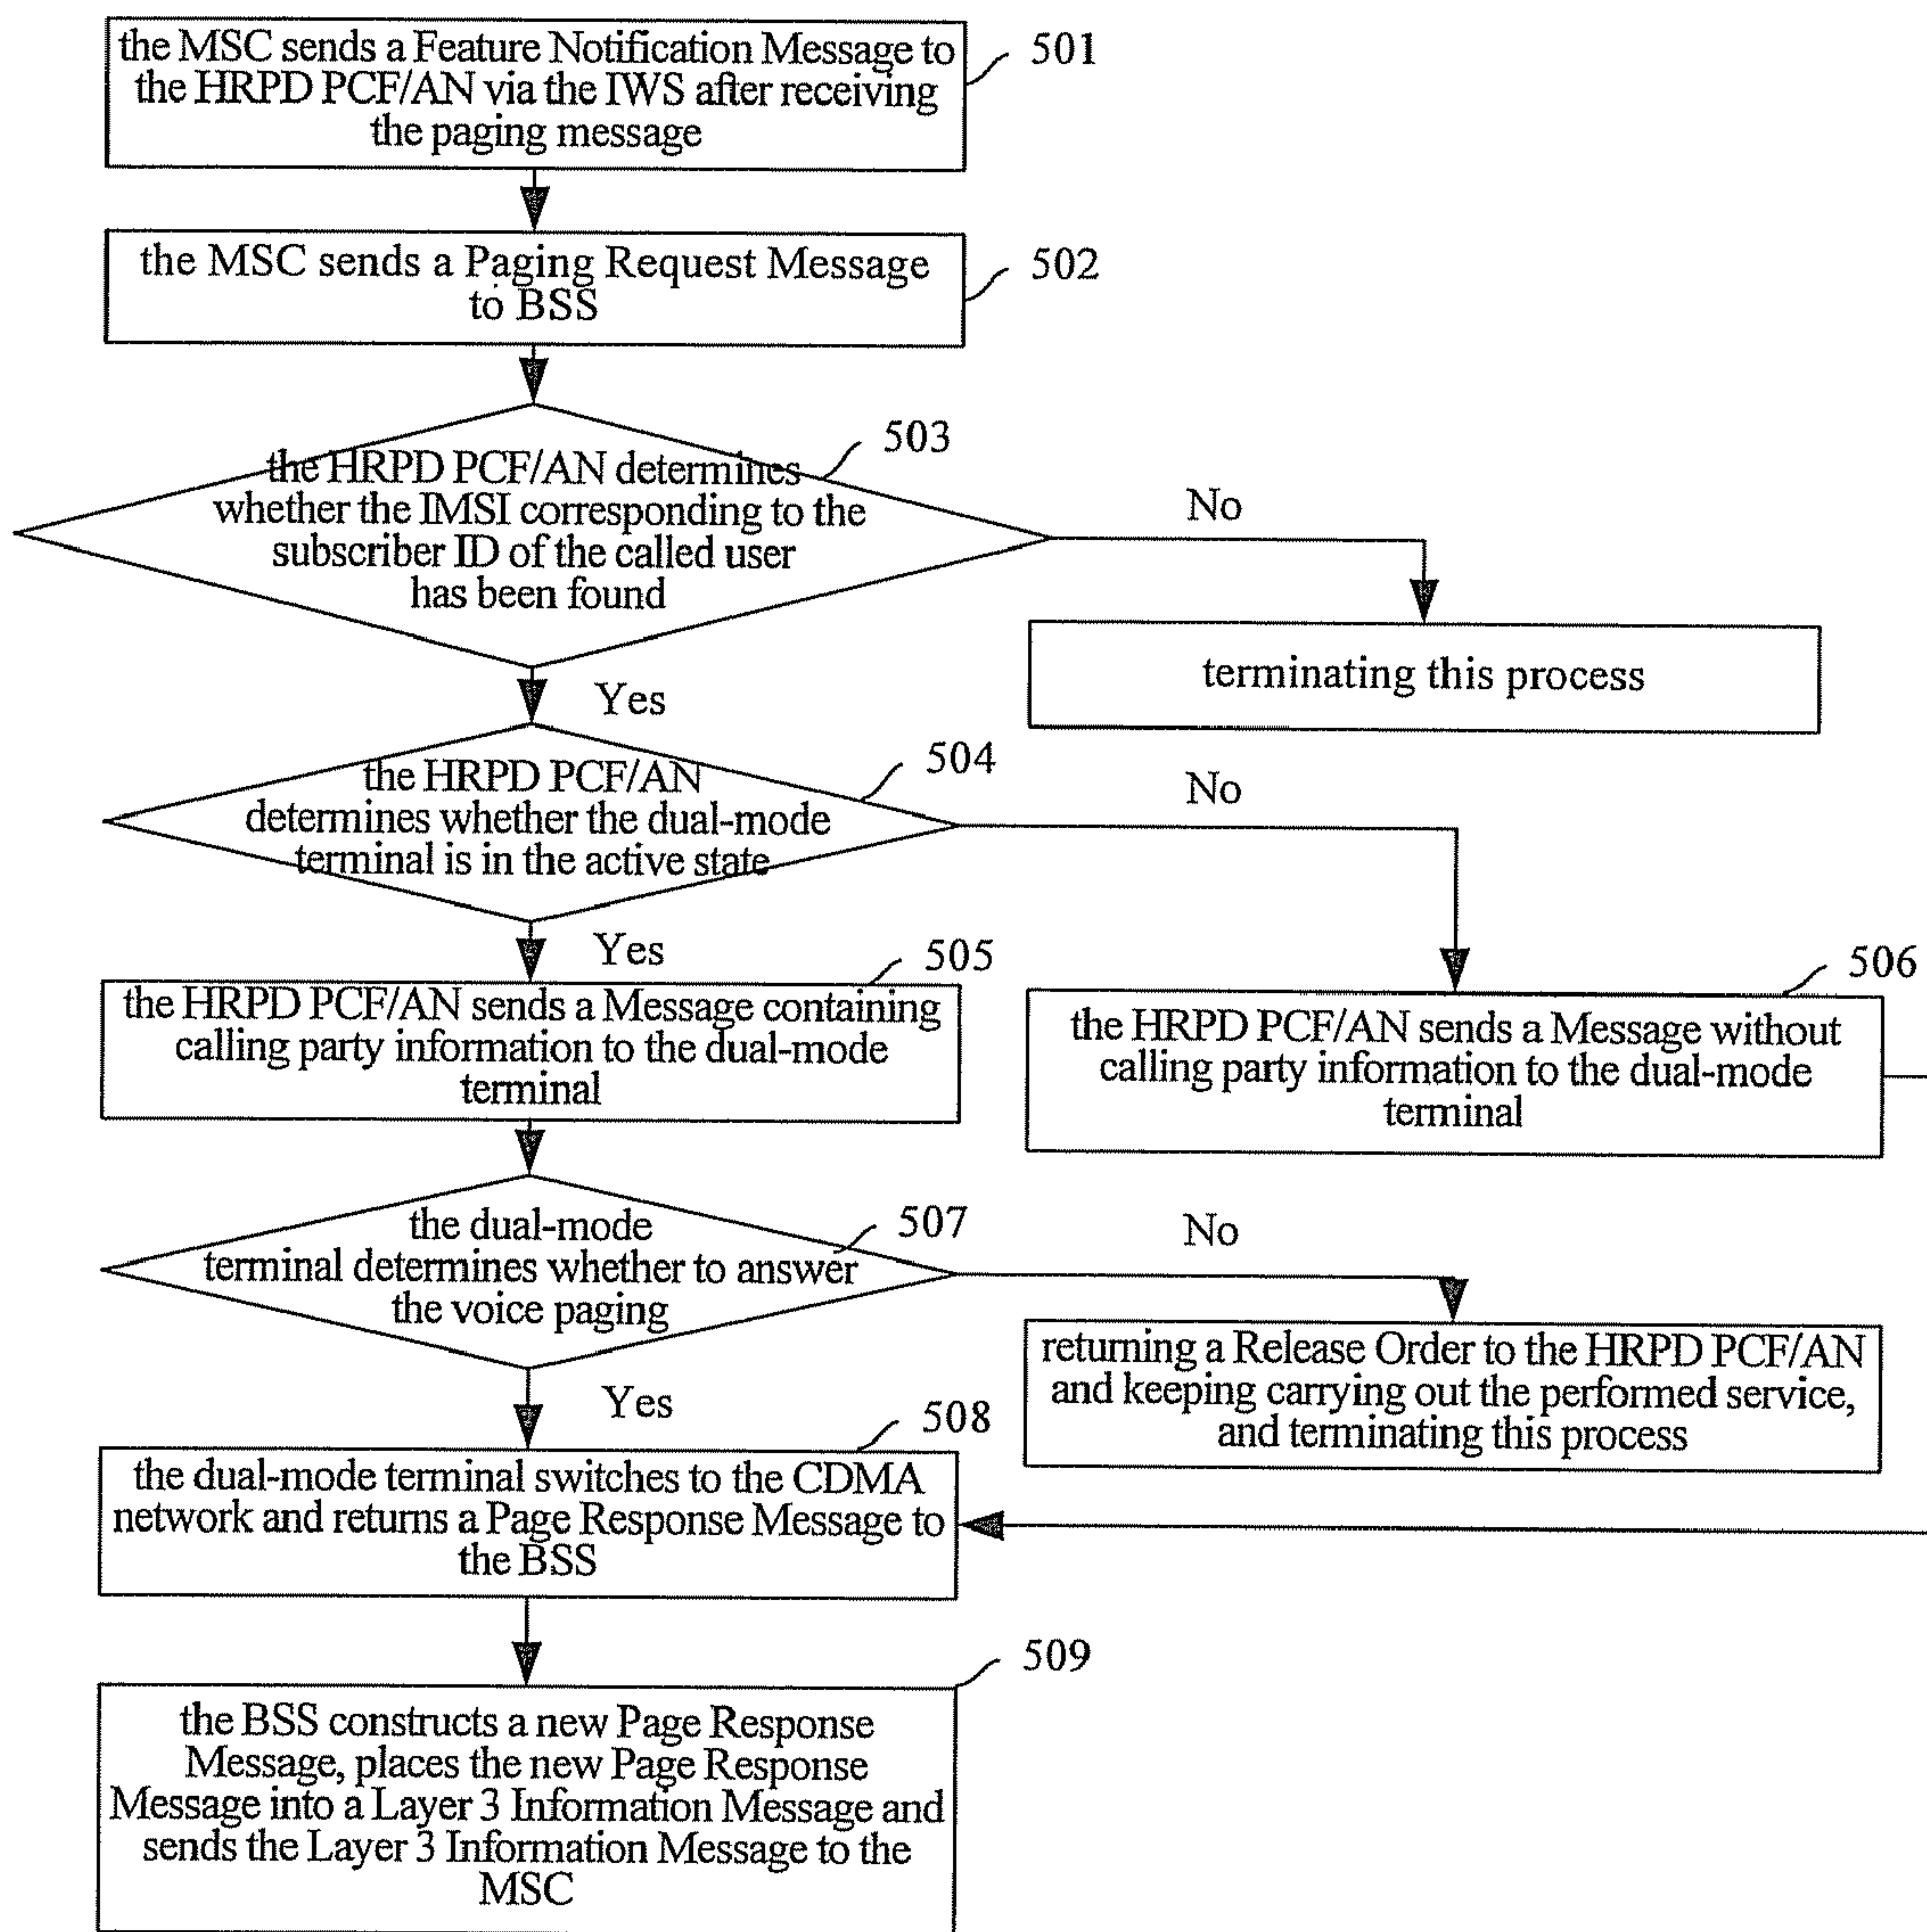 the MSC sends a Feature Notification Message to
the HRPD PCF/AN via the IWS after receiving
the paging message
501
the MSC sends a Paging Request Message
to BSS
502
503
the HRPD PCF/AN determines
whether the IMSI corresponding to the
subscriber ID of the called user
has been found
No
terminating this process
Yes
504
the HRPD PCF/AN
determines whether the dual-mode
terminal is in the active state
No
Yes
505
the HRPD PCF/AN sends a Message containing
calling party information to the dual-mode
terminal
506
the HRPD PCF/AN sends a Message without
calling party information to the dual-mode
terminal
507
the dual-mode
terminal determines whether to answer
the voice paging
No
returning a Release Order to the HRPD PCF/AN
and keeping carrying out the performed service,
and terminating this process
Yes
508
the dual-mode terminal switches to the CDMA
network and returns a Page Response Message to
the BSS
509
the BSS constructs a new Page Response
Message, places the new Page Response
Message into a Layer 3 Information Message and
sends the Layer 3 Information Message to the
MSC